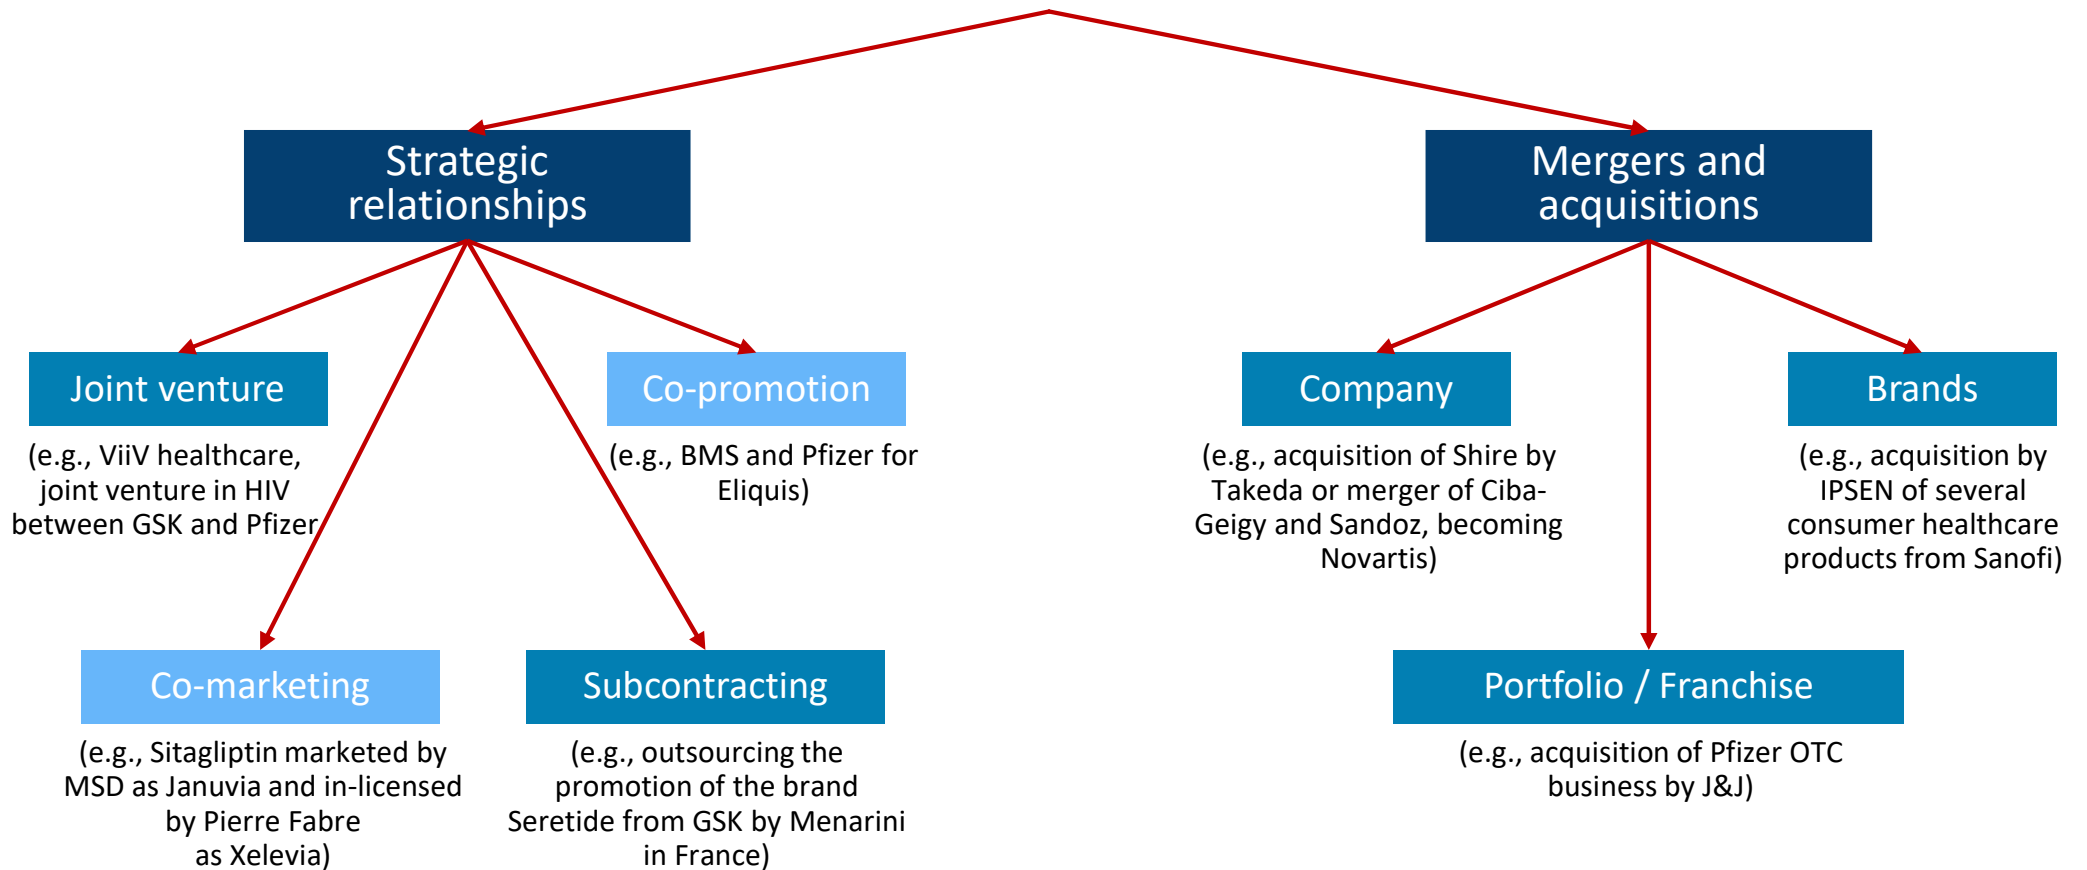 Strategic
relationships
Mergers and
acquisitions
Joint venture
(e.g., ViiV healthcare,
joint venture in HIV
between GSK and Pfizer
Co-promotion
(e.g., BMS and Pfizer for
Eliquis)
Company
(e.g., acquisition of Shire by
Takeda or merger of Ciba-
Geigy and Sandoz, becoming
Novartis)
Brands
(e.g., acquisition by
IPSEN of several
consumer healthcare
products from Sanofi)
Co-marketing
(e.g., Sitagliptin marketed by
MSD as Januvia and in-licensed
by Pierre Fabre
as Xelevia)
Subcontracting
(e.g., outsourcing the
promotion of the brand
Seretide from GSK by Menarini
in France)
Portfolio / Franchise
(e.g., acquisition of Pfizer OTC
business by J&J)